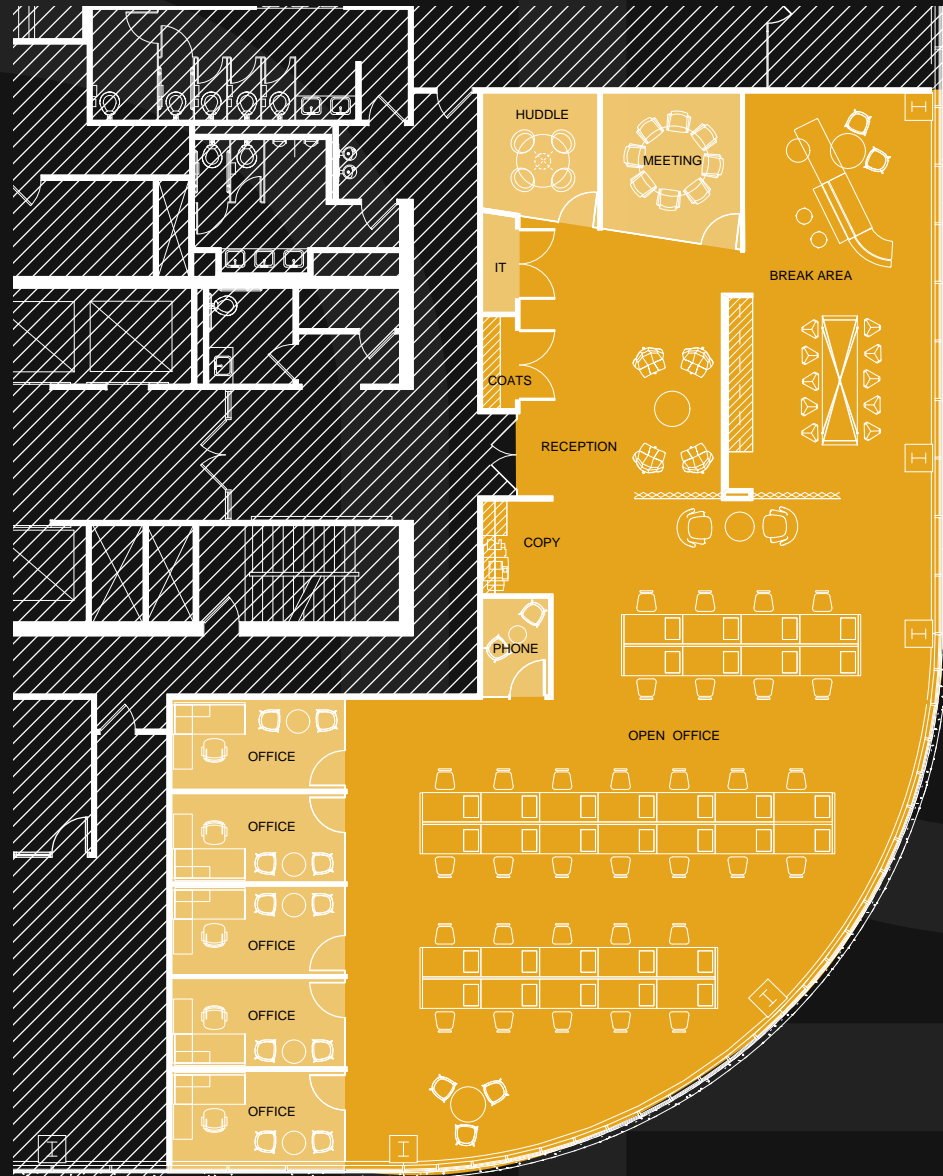 HUDDLE
MEETING
IT
BREAK AREA
COATS
RECEPTION
COPY
PHONE
OPEN OFFICE
OFFICE
OFFICE
OFFICE
OFFICE
OFFICE